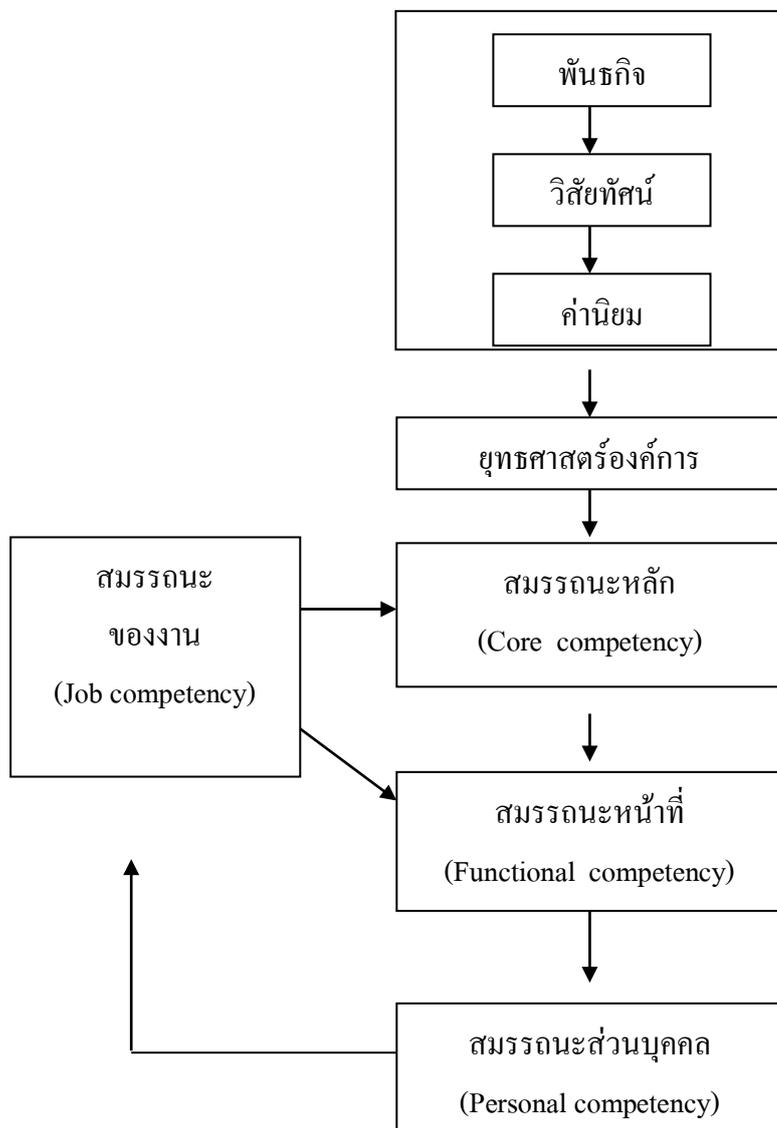 พันธกิจ
วิสัยทัศน์
ค่านิยม
ยุทธศาสตร์องค์การ
สมรรถนะ
ของงาน
(Job competency)
สมรรถนะหลัก
(Core competency)
สมรรถนะหน้าที่
(Functional competency)
สมรรถนะส่วนบุคคล
(Personal competency)